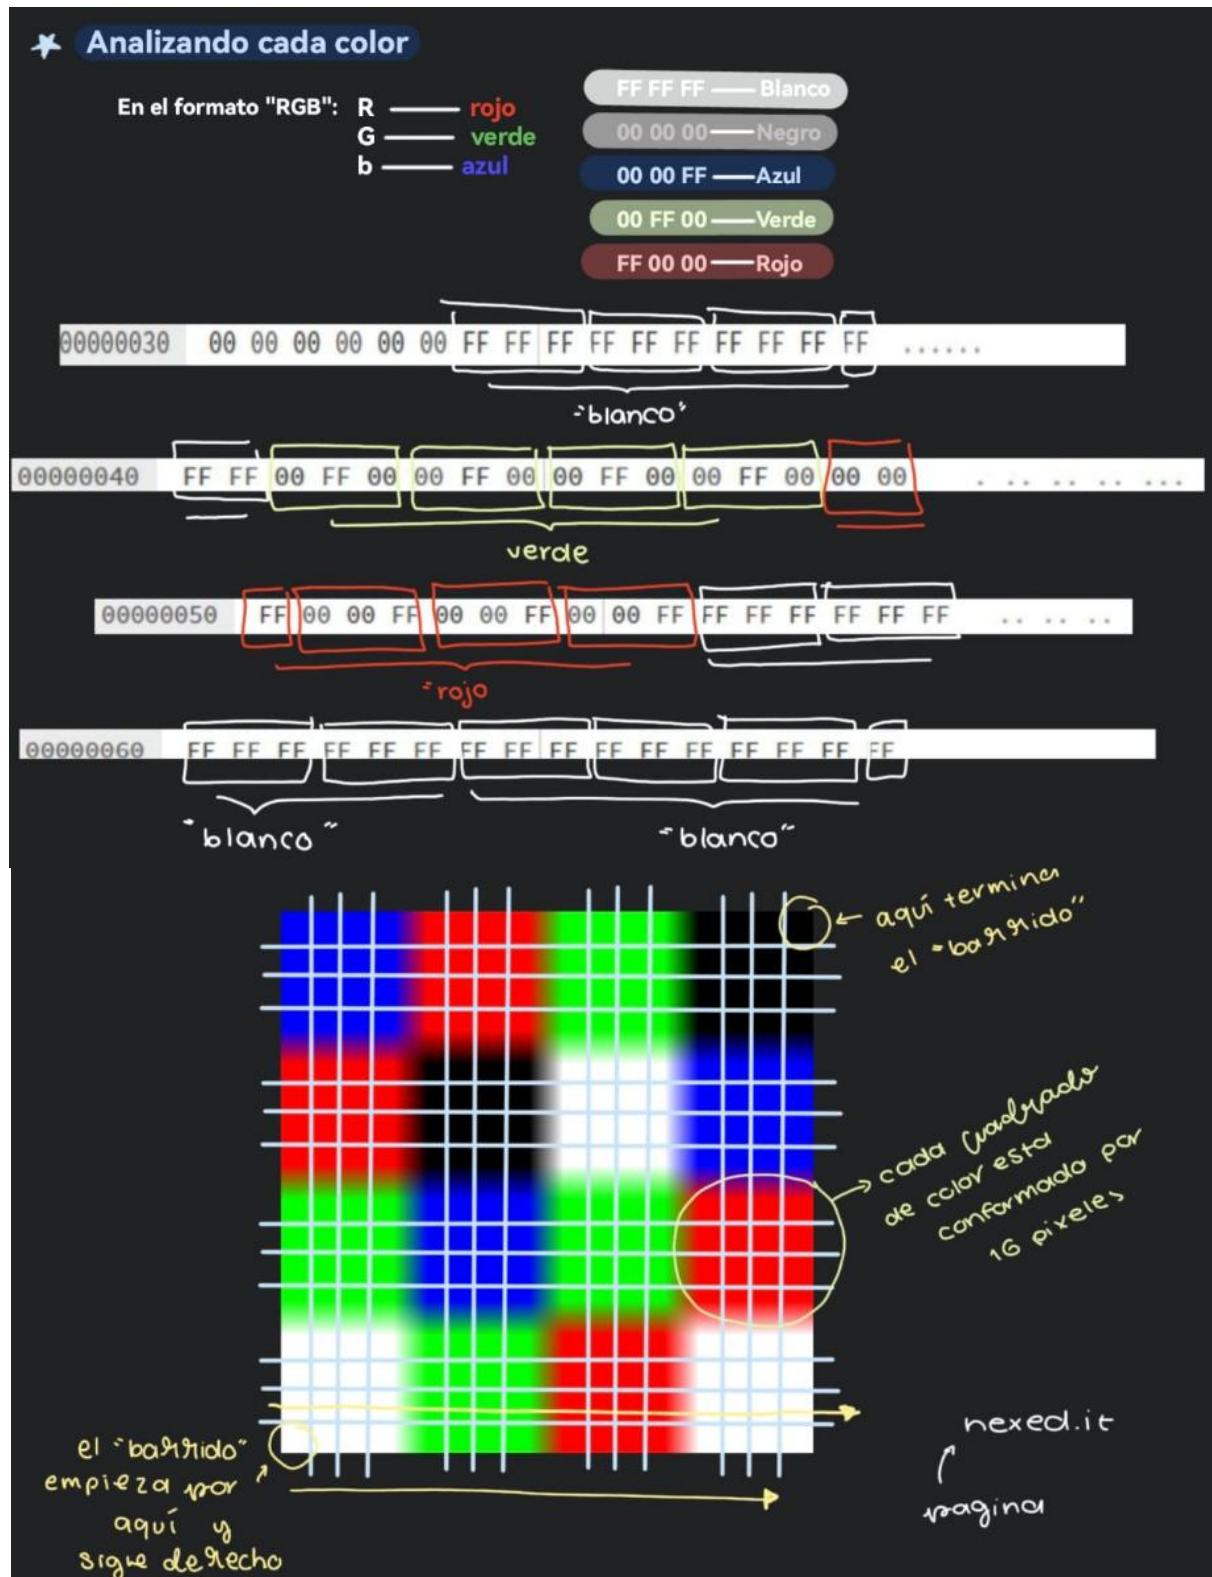 Analizando cada color
En el formato "RGB": R rojo
G verde
b azul
FF FF FF Blanco
00 00 00 Negro
00 00 FF Azul
00 FF 00 Verde
FF 00 00 Rojo
00000030 00 00 00 00 00 00 FF FF FF FF FF FF FF FF FF FF ......
"blanco"
00000040 FF FF 00 FF 00 00 FF 00 00 FF 00 00 FF 00 00 00 . .. .. .. ...
verde
00000050 FF 00 00 FF 00 00 FF 00 00 FF FF FF FF FF FF FF .. .. ..
"rojo
00000060 FF FF FF FF FF FF FF FF FF FF FF FF FF FF FF FF
"blanco" "blanco"
aquí termina
el "barrido"
cada cuadrado
de color esta
conformado por
16 pixeles
el "barrido"
empieza por
aquí y
sigue derecho
nexed.it
pagina